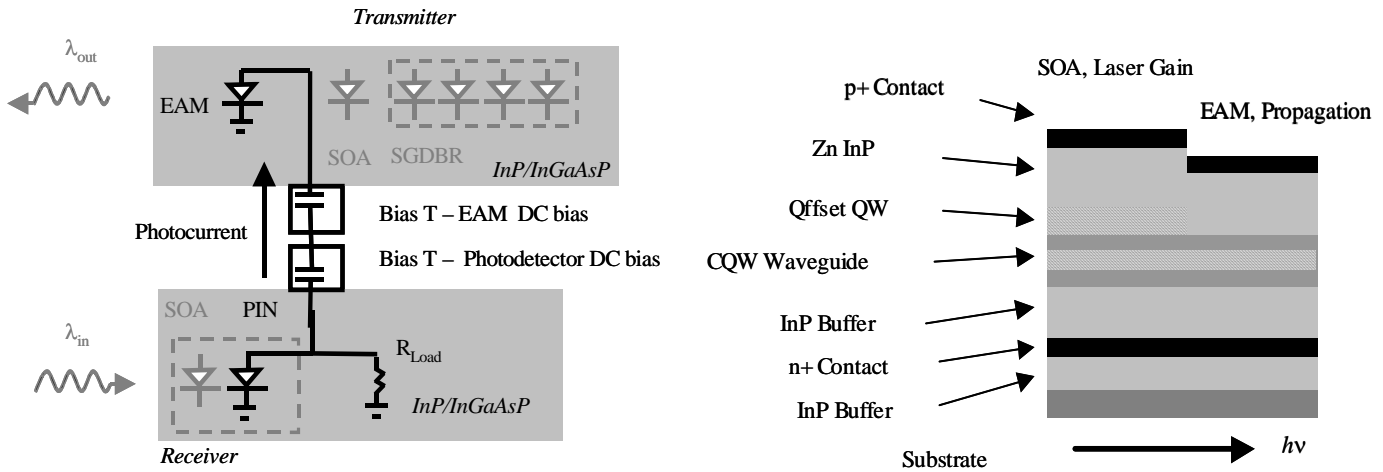 Transmitter
λout
EAM
SOA
SGDBR
InP/InGaAsP
Photocurrent
Bias T – EAM DC bias
Bias T – Photodetector DC bias
SOA
PIN
λin
RLoad
InP/InGaAsP
Receiver
SOA, Laser Gain
p+ Contact
EAM, Propagation
Zn InP
Qffset QW
CQW Waveguide
InP Buffer
n+ Contact
InP Buffer
Substrate
hν